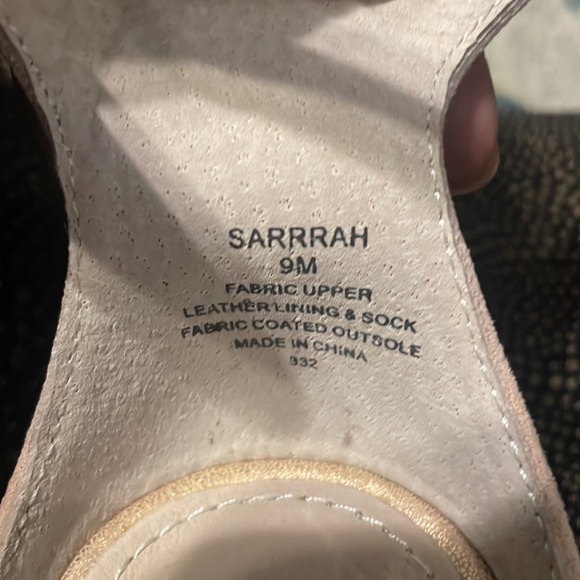 SARRRAH
9M
FABRIC UPPER
LEATHER LINING & SOCK
FABRIC COATED OUTSOLE
MADE IN CHINA
332